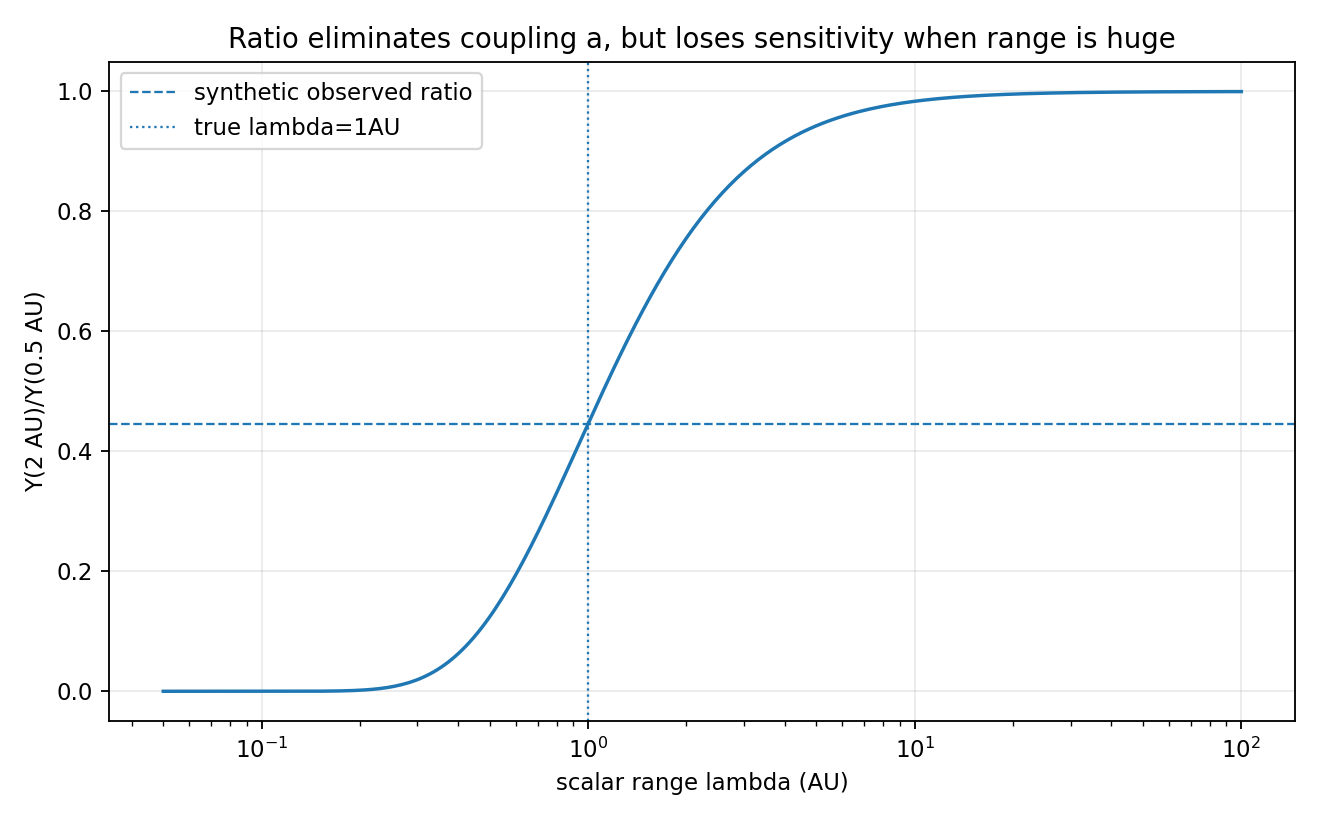 Ratio eliminates coupling a, but loses sensitivity when range is huge
synthetic observed ratio
true lambda=1AU
Y(2 AU)/Y(0.5 AU)
1.0
0.8
0.6
0.4
0.2
0.0
10⁻¹
10⁰
10¹
10²
scalar range lambda (AU)